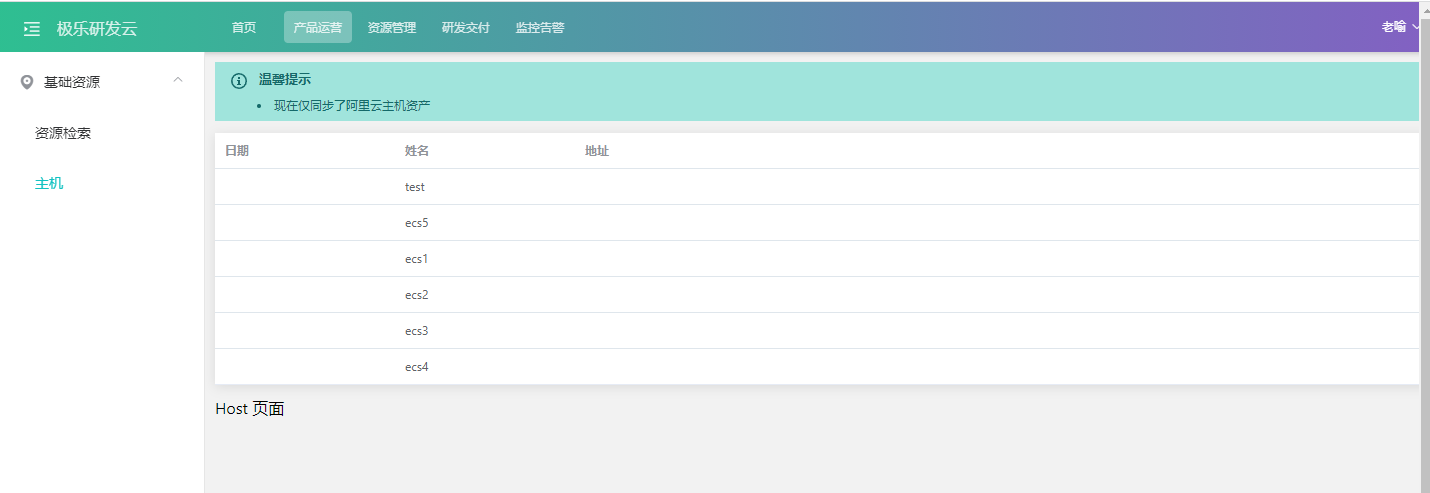 极乐研发云 首页 产品运营 资源管理 研发交付 监控告警 老喻
基础资源
资源检索
主机
温馨提示
• 现在仅同步了阿里云主机资产
日期 姓名 地址
test
ecs5
ecs1
ecs2
ecs3
ecs4
Host 页面